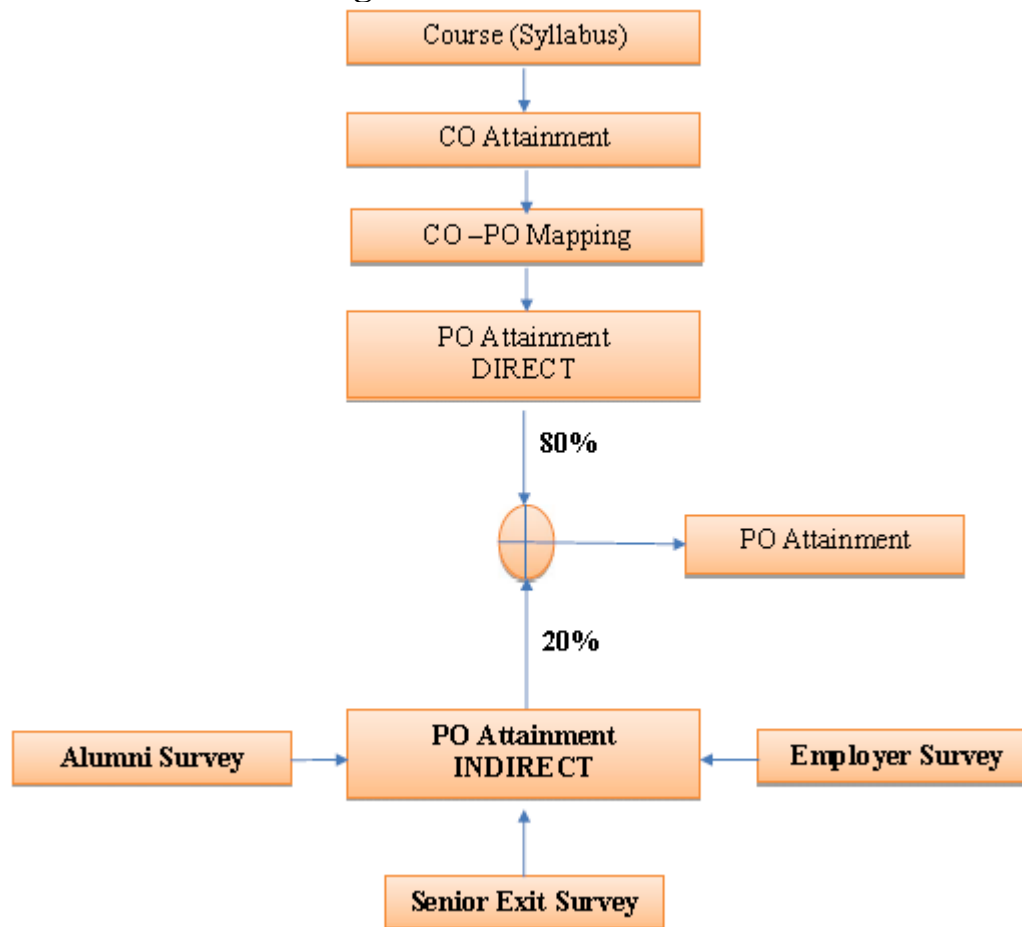 Course (Syllabus)
CO Attainment
CO –PO Mapping
PO Attainment
DIRECT
80%
PO Attainment
20%
PO Attainment
INDIRECT
Alumni Survey
Employer Survey
Senior Exit Survey